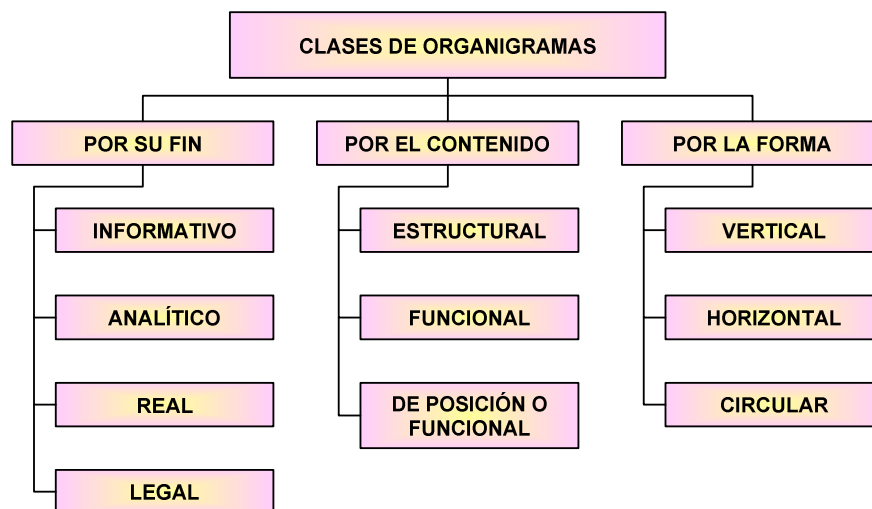 CLASES DE ORGANIGRAMAS
POR SU FIN
INFORMATIVO
ANALÍTICO
REAL
LEGAL
POR EL CONTENIDO
ESTRUCTURAL
FUNCIONAL
DE POSICIÓN O
FUNCIONAL
POR LA FORMA
VERTICAL
HORIZONTAL
CIRCULAR